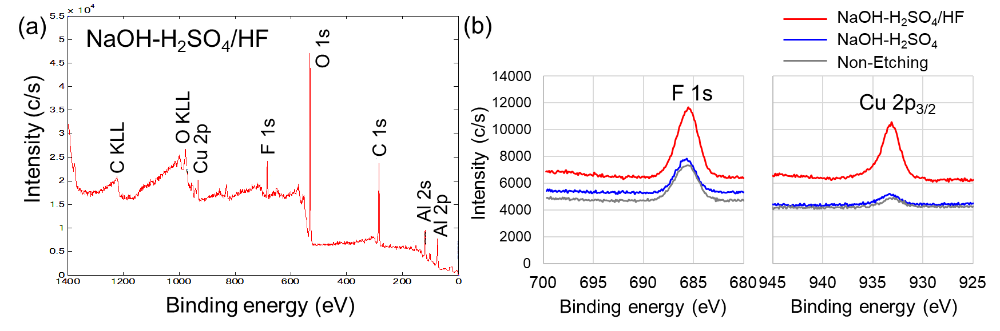 (a)
5.5 × 10⁴
NaOH-H₂SO₄/HF
5
4.5
4
3.5
3
2.5
2
1.5
1
0.5
0
Intensity (c/s)
C KLL
O KLL
Cu 2p
F 1s
O 1s
C 1s
Al 2s
Al 2p
1400 1200 1000 800 600 400 200 0
Binding energy (eV)
(b)
NaOH-H₂SO₄/HF
NaOH-H₂SO₄
Non-Etching
14000
12000
10000
8000
6000
4000
2000
0
Intensity (c/s)
F 1s
Cu 2p₃/₂
700 695 690 685 680
945 940 935 930 925
Binding energy (eV)
Binding energy (eV)